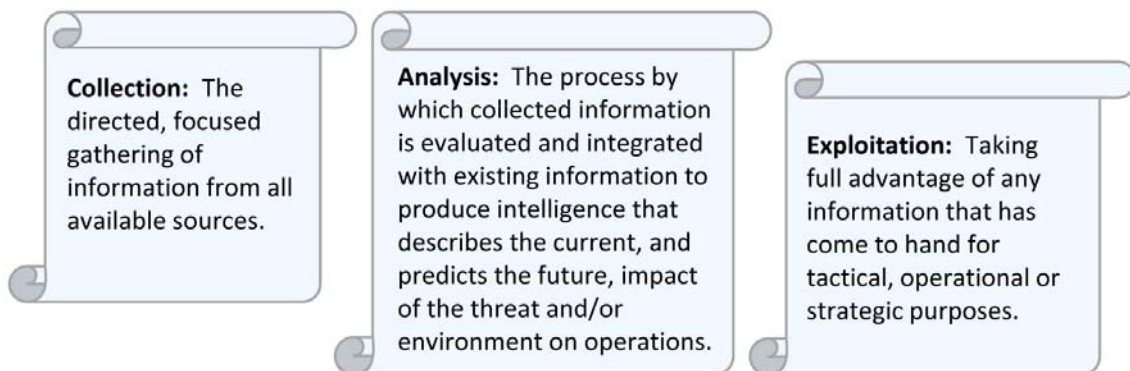 Collection: The
directed, focused
gathering of
information from all
available sources.
Analysis: The process by
which collected information
is evaluated and integrated
with existing information to
produce intelligence that
describes the current, and
predicts the future, impact
of the threat and/or
environment on operations.
Exploitation: Taking
full advantage of any
information that has
come to hand for
tactical, operational or
strategic purposes.